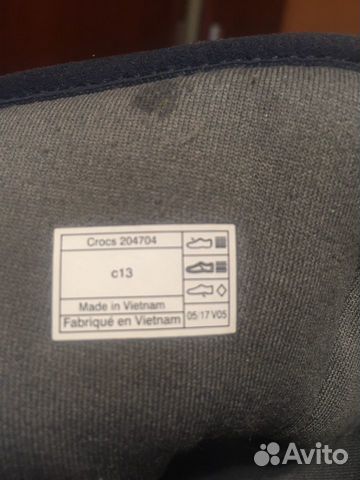 Crocs 204704
c13
Made in Vietnam
Fabriqué en Vietnam
05:17 V05
Avito